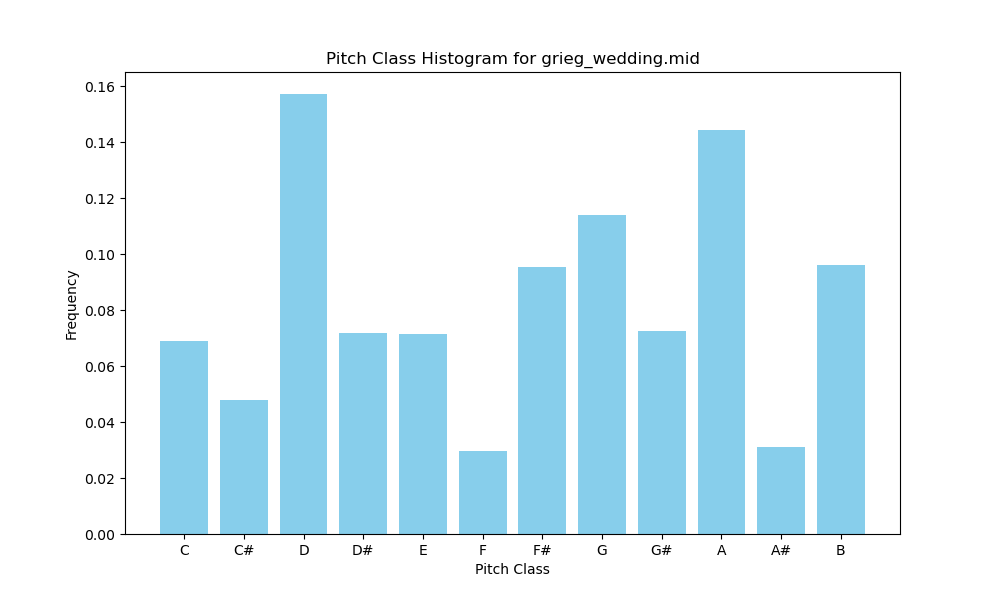 Pitch Class Histogram for grieg_wedding.mid
Frequency
0.16
0.14
0.12
0.10
0.08
0.06
0.04
0.02
0.00
C C# D D# E F F# G G# A A# B
Pitch Class